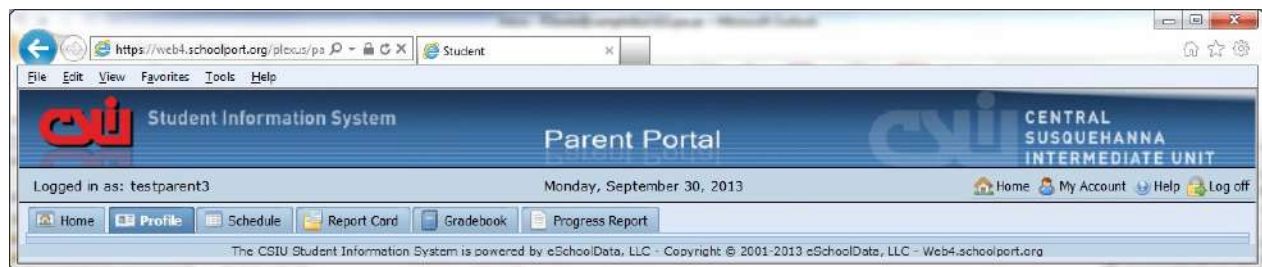 https://web4.schoolport.org/plexus/pa
Student
File Edit View Favorites Tools Help
CSIU
Student Information System
Parent Portal
CSIU
CENTRAL
SUSQUEHANNA
INTERMEDIATE UNIT
Logged in as: testparent3
Monday, September 30, 2013
Home My Account Help Log off
Home Profile Schedule Report Card Gradebook Progress Report
The CSIU Student Information System is powered by eSchoolData, LLC - Copyright © 2001-2013 eSchoolData, LLC - Web4.schoolport.org